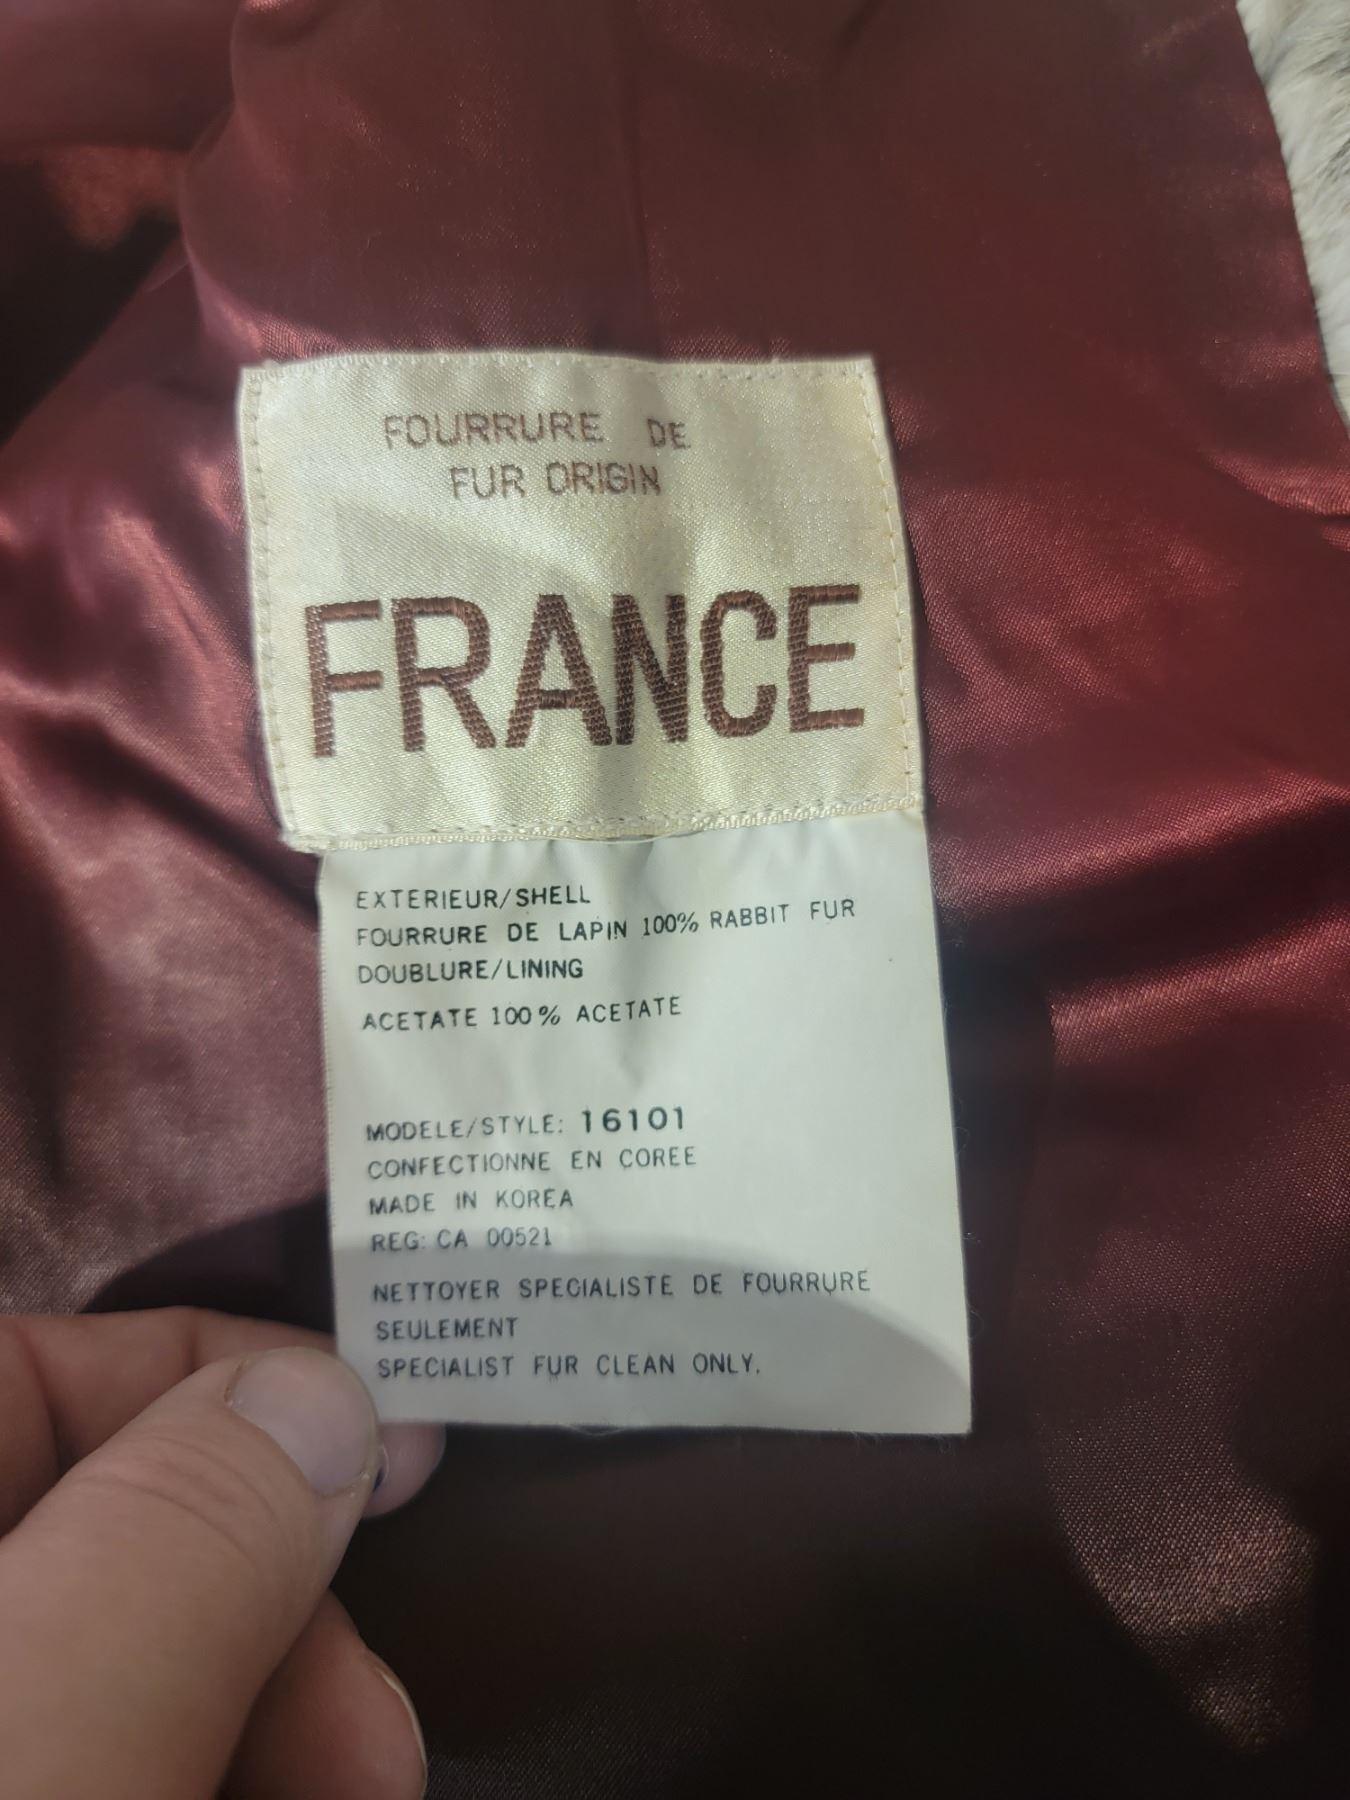 FOURRURE DE
FUR ORIGIN
FRANCE
EXTERIEUR/SHELL
FOURRURE DE LAPIN 100% RABBIT FUR
DOUBLURE/LINING
ACETATE 100% ACETATE
MODELE/STYLE: 16101
CONFECTIONNE EN COREE
MADE IN KOREA
REG: CA 00521
NETTOYER SPECIALISTE DE FOURRURE
SEULEMENT
SPECIALIST FUR CLEAN ONLY.